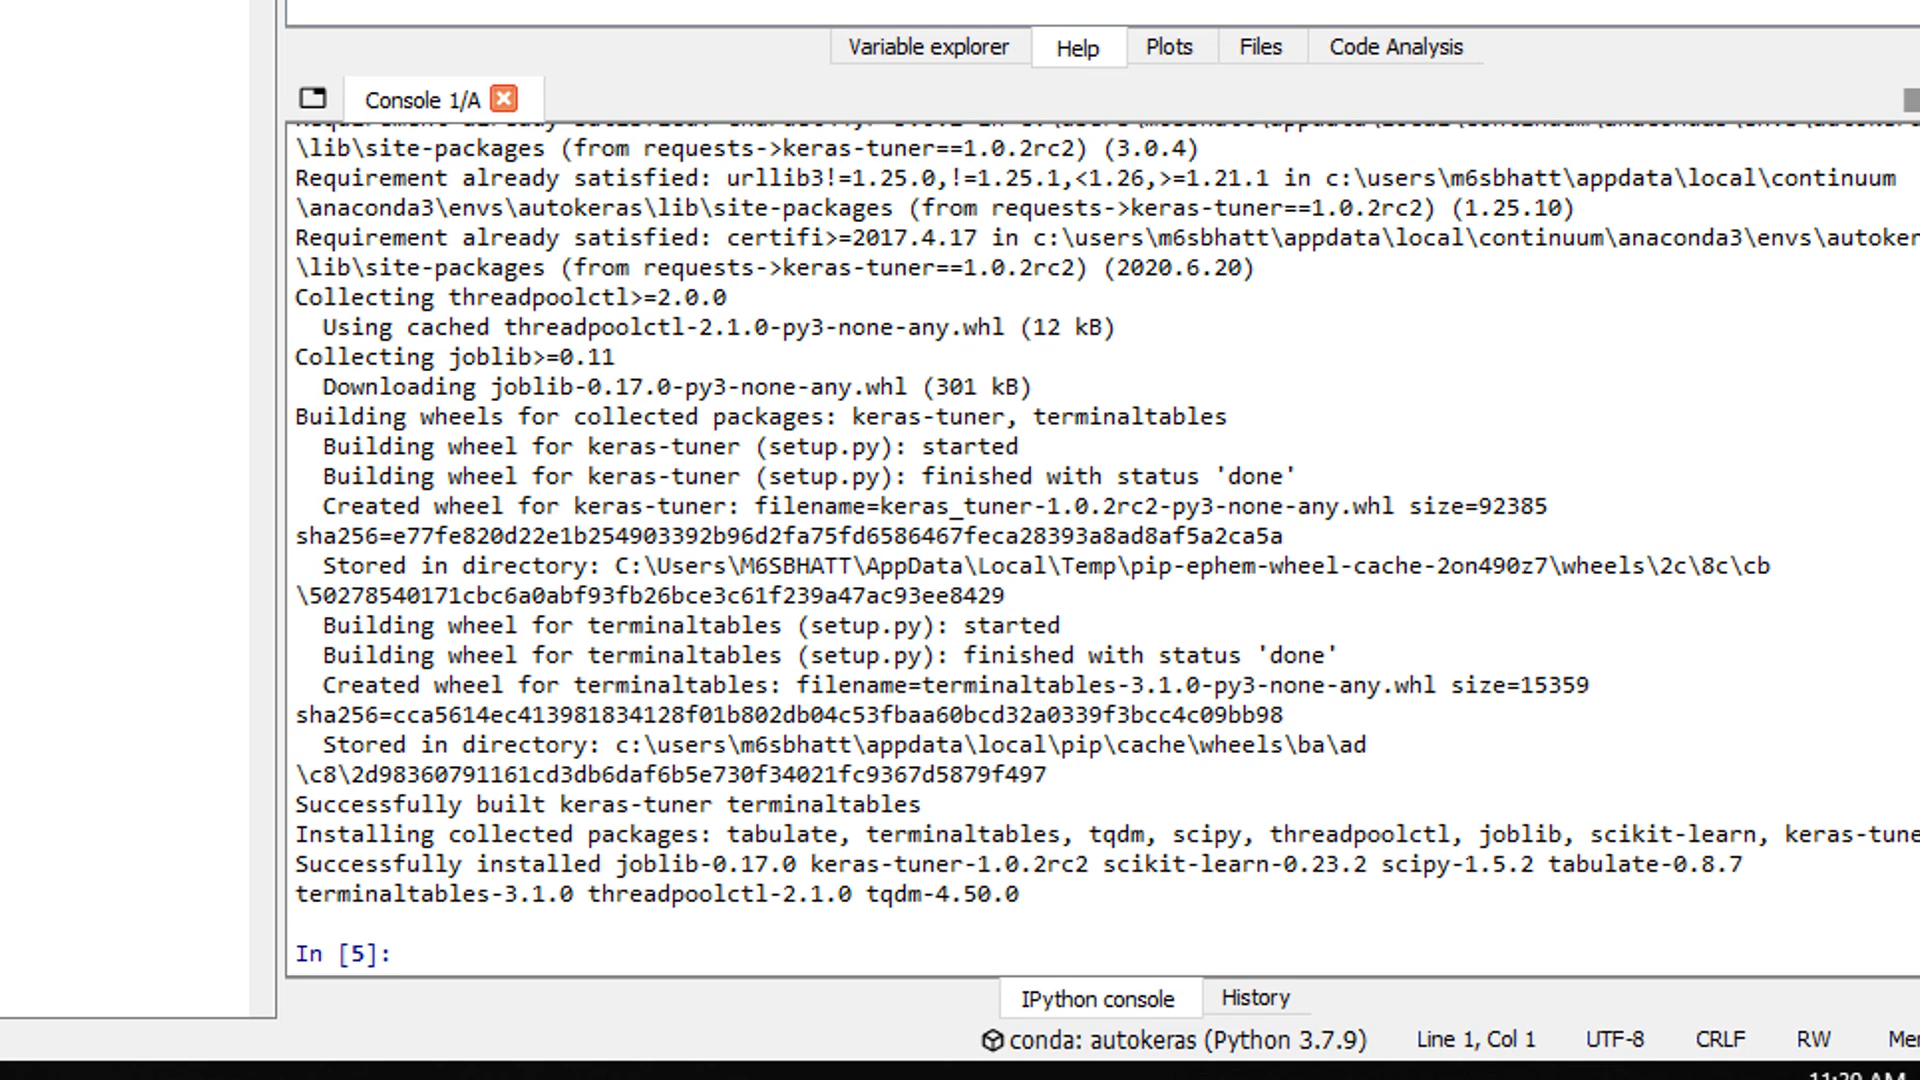 Variable explorer Help Plots Files Code Analysis
Console 1/A
\lib\site-packages (from requests->keras-tuner==1.0.2rc2) (3.0.4)
Requirement already satisfied: urllib3!=1.25.0,!=1.25.1,<1.26,>=1.21.1 in c:\users\m6sbhatt\appdata\local\continuum
\anaconda3\envs\autokeras\lib\site-packages (from requests->keras-tuner==1.0.2rc2) (1.25.10)
Requirement already satisfied: certifi>=2017.4.17 in c:\users\m6sbhatt\appdata\local\continuum\anaconda3\envs\autoker
\lib\site-packages (from requests->keras-tuner==1.0.2rc2) (2020.6.20)
Collecting threadpoolctl>=2.0.0
Using cached threadpoolctl-2.1.0-py3-none-any.whl (12 kB)
Collecting joblib>=0.11
Downloading joblib-0.17.0-py3-none-any.whl (301 kB)
Building wheels for collected packages: keras-tuner, terminaltables
Building wheel for keras-tuner (setup.py): started
Building wheel for keras-tuner (setup.py): finished with status 'done'
Created wheel for keras-tuner: filename=keras_tuner-1.0.2rc2-py3-none-any.whl size=92385
sha256=e77fe820d22e1b254903392b96d2fa75fd6586467feca28393a8ad8af5a2ca5a
Stored in directory: C:\Users\M6SBHATT\AppData\Local\Temp\pip-ephem-wheel-cache-2on490z7\wheels\2c\8c\cb
\50278540171cbc6a0abf93fb26bce3c61f239a47ac93ee8429
Building wheel for terminaltables (setup.py): started
Building wheel for terminaltables (setup.py): finished with status 'done'
Created wheel for terminaltables: filename=terminaltables-3.1.0-py3-none-any.whl size=15359
sha256=cca5614ec413981834128f01b802db04c53fbaa60bcd32a0339f3bcc4c09bb98
Stored in directory: c:\users\m6sbhatt\appdata\local\pip\cache\wheels\ba\ad
\c8\2d98360791161cd3db6daf6b5e730f34021fc9367d5879f497
Successfully built keras-tuner terminaltables
Installing collected packages: tabulate, terminaltables, tqdm, scipy, threadpoolctl, joblib, scikit-learn, keras-tune
Successfully installed joblib-0.17.0 keras-tuner-1.0.2rc2 scikit-learn-0.23.2 scipy-1.5.2 tabulate-0.8.7
terminaltables-3.1.0 threadpoolctl-2.1.0 tqdm-4.50.0
In [5]:
IPython console History
conda: autokeras (Python 3.7.9) Line 1, Col 1 UTF-8 CRLF RW Mem